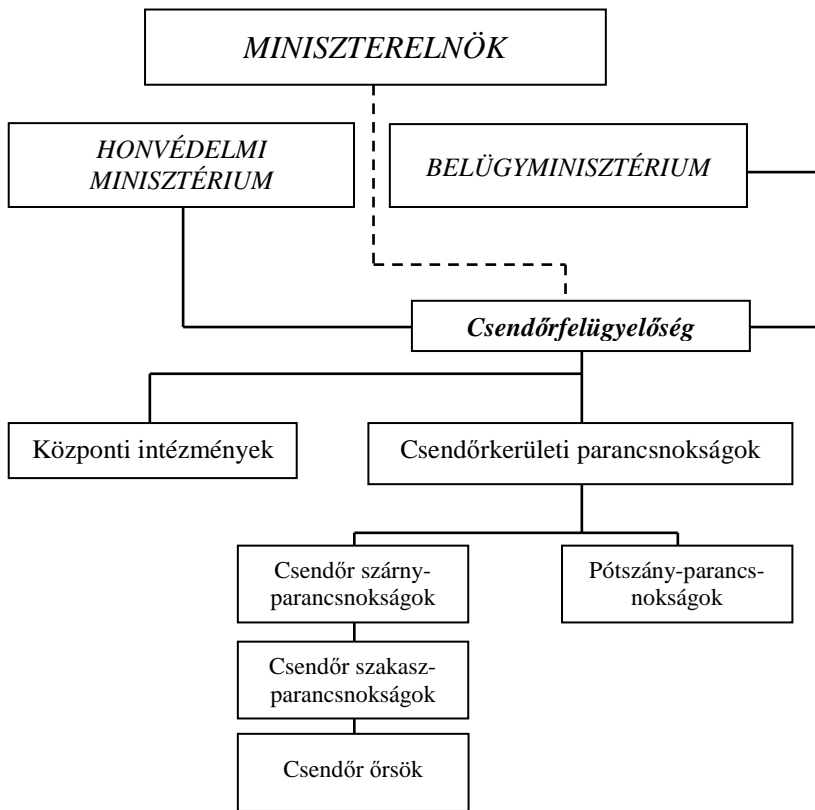 MINISZTERELNÖK
HONVÉDELMI
MINISZTÉRIUM
BELÜGYMINISZTÉRIUM
Csendőrfelügyelőség
Központi intézmények
Csendőrkerületi parancsnokságok
Csendőr szárny-
parancsnokságok
Pótszány-parancs-
nokságok
Csendőr szakasz-
parancsnokságok
Csendőr őrsök